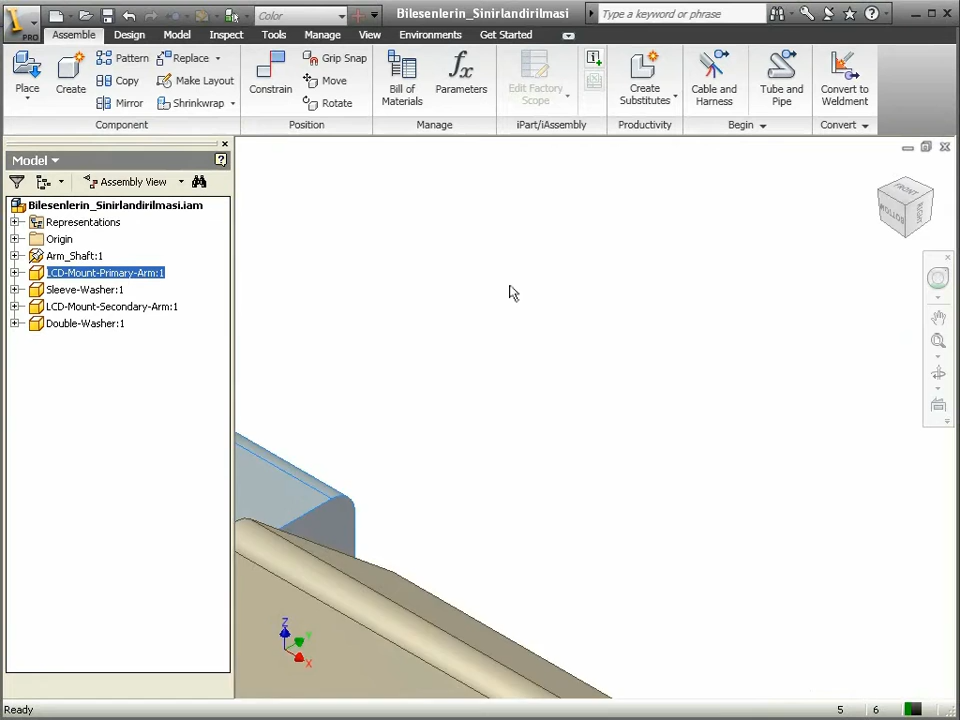 Color
Bilesenlerin_Sinirlandirilmasi
Type a keyword or phrase
PRO
Assemble Design Model Inspect Tools Manage View Environments Get Started
Place
Create
Pattern
Copy
Mirror
Replace
Make Layout
Shrinkwrap
Constrain
Grip Snap
Move
Rotate
Bill of
Materials
Parameters
Edit Factory
Scope
Create
Substitutes
Cable and
Harness
Tube and
Pipe
Convert to
Weldment
Component Position Manage iPart/iAssembly Productivity Begin Convert
Model
Assembly View
Bilesenlerin_Sinirlandirilmasi.iam
Representations
Origin
Arm_Shaft:1
LCD-Mount-Primary-Arm:1
Sleeve-Washer:1
LCD-Mount-Secondary-Arm:1
Double-Washer:1
FRONT
RIGHT
BOTTOM
Z
Y
X
Ready
5 6